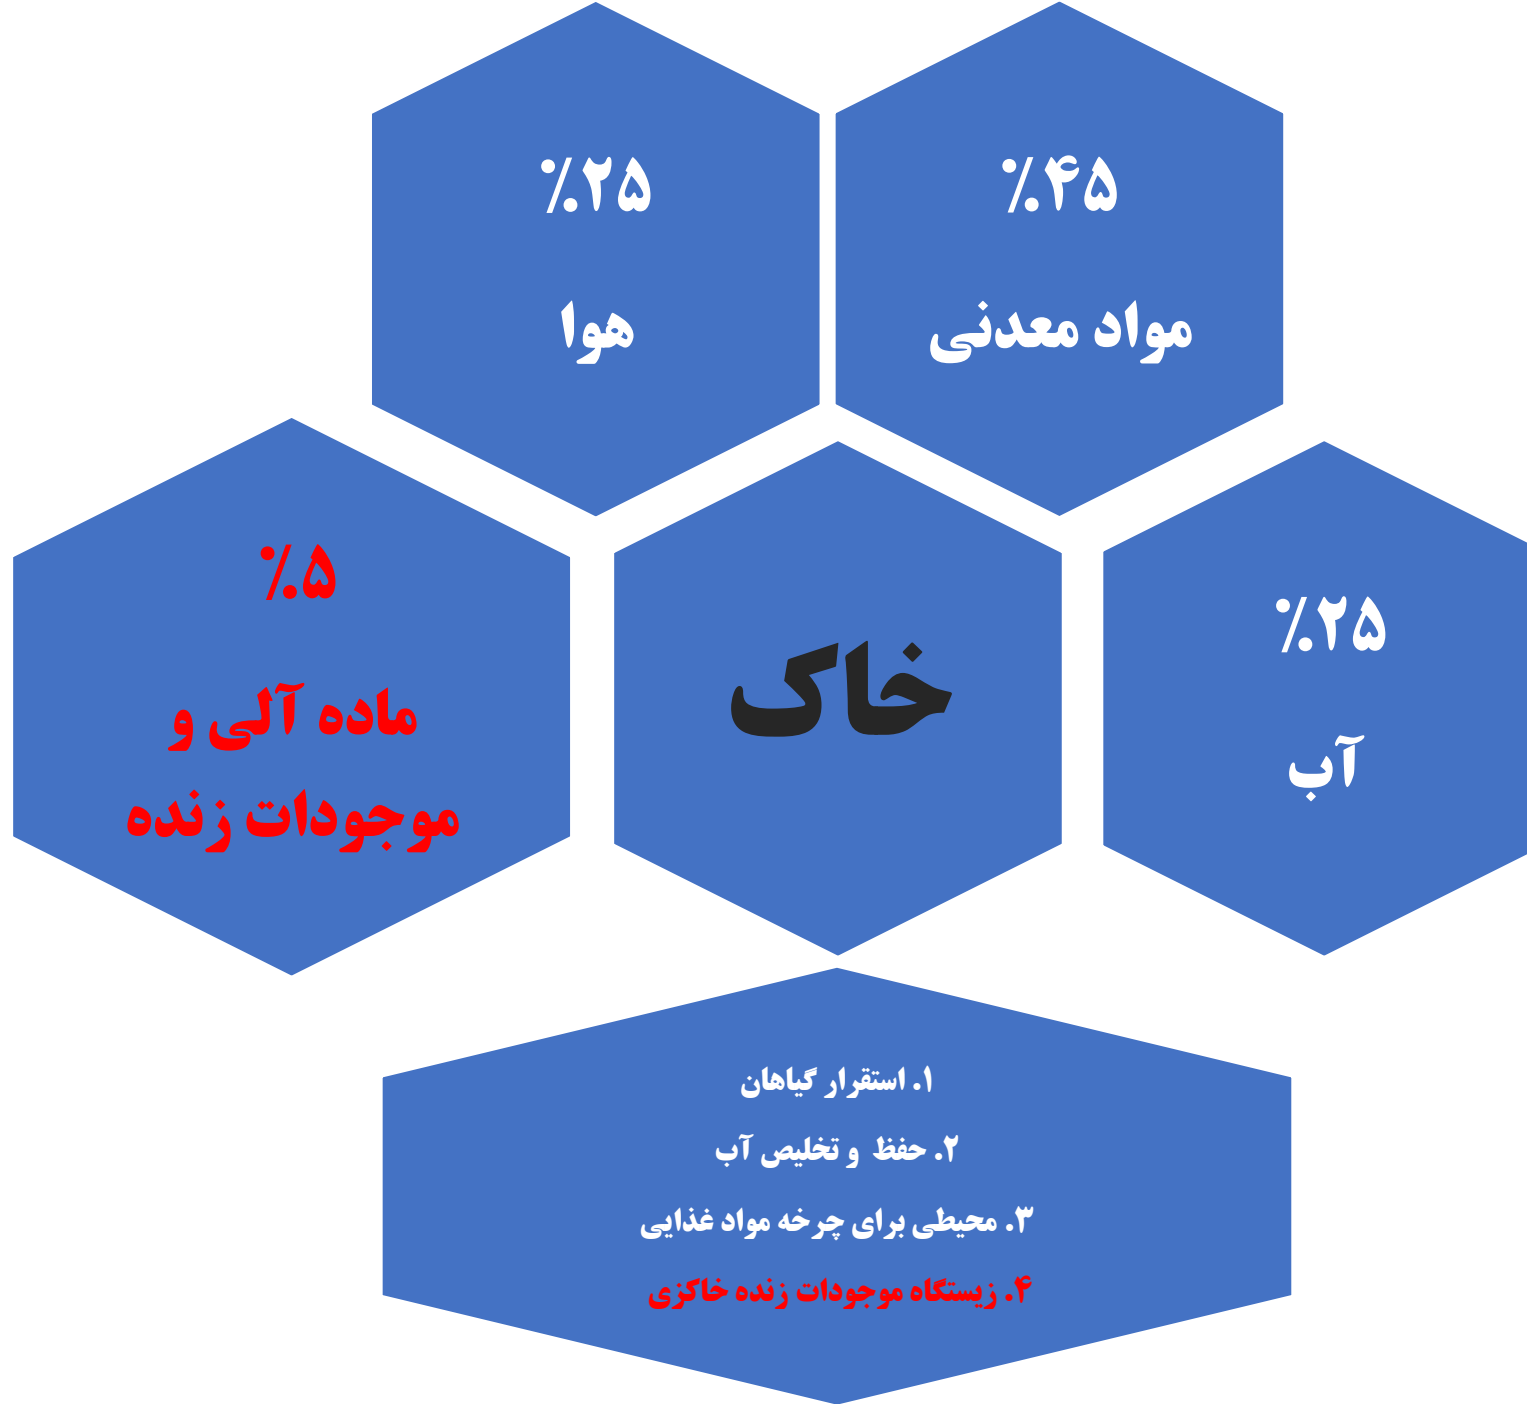 %۴۵
مواد معدنی
%۲۵
هوا
%۲۵
آب
خاک
%۵
ماده آلی و
موجودات زنده
۱. استقرار گیاهان
۲. حفظ و تخلیص آب
۳. محیطی برای چرخه مواد غذایی
۴. زیستگاه موجودات زنده خاکزی